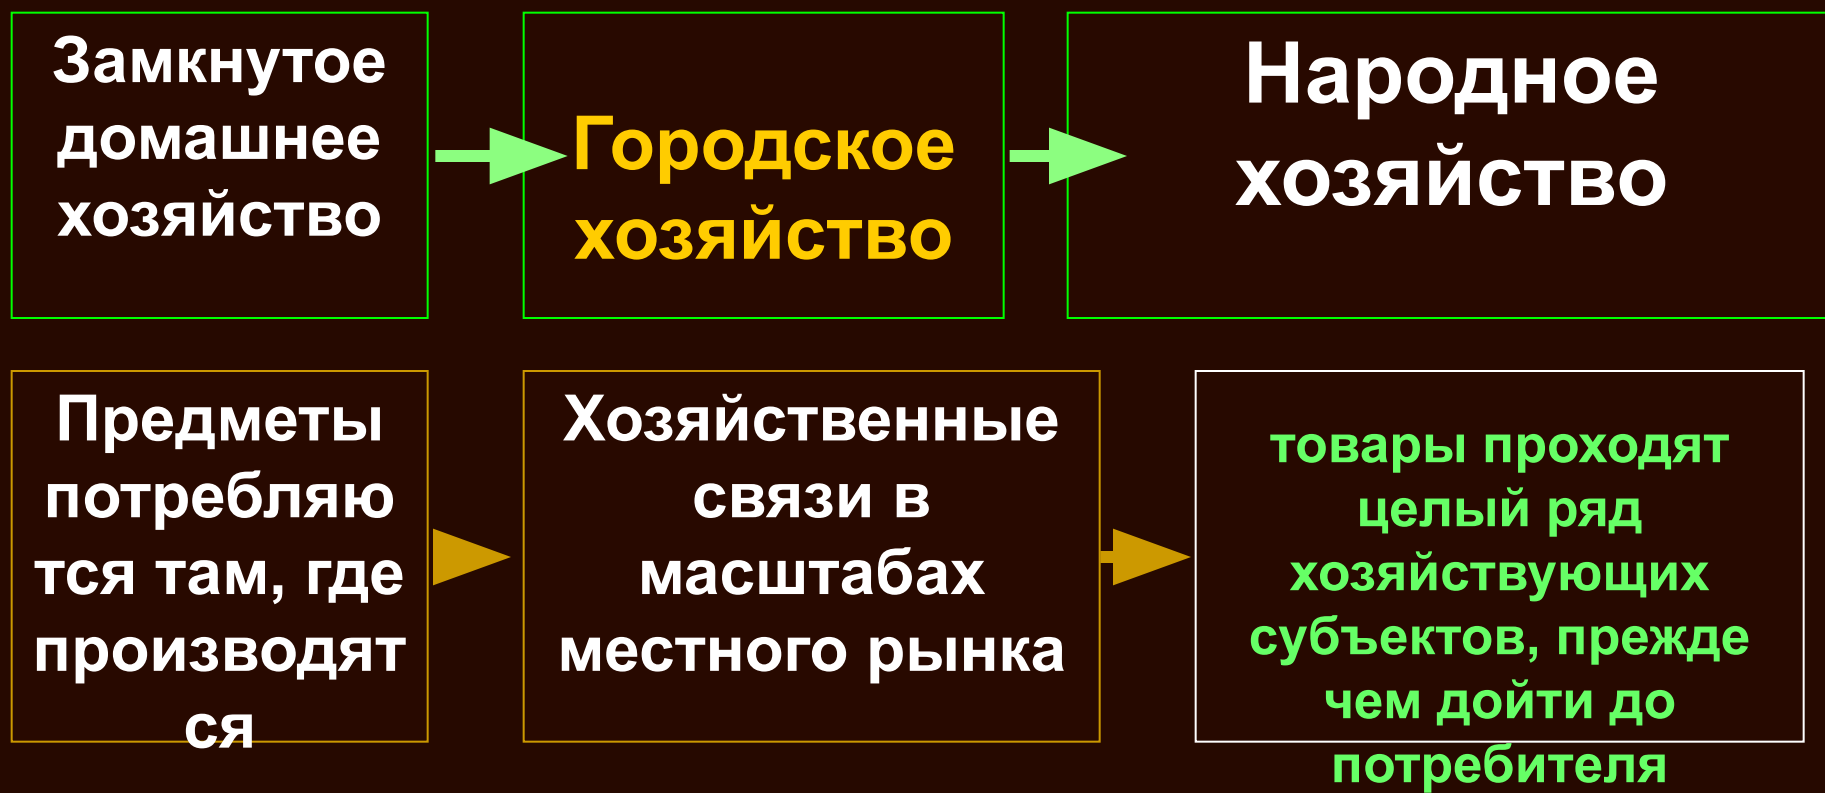 Замкнутое
домашнее
хозяйство
Городское
хозяйство
Народное
хозяйство
Предметы
потребляю
тся там, где
производят
ся
Хозяйственные
связи в
масштабах
местного рынка
товары проходят
целый ряд
хозяйствующих
субъектов, прежде
чем дойти до
потребителя